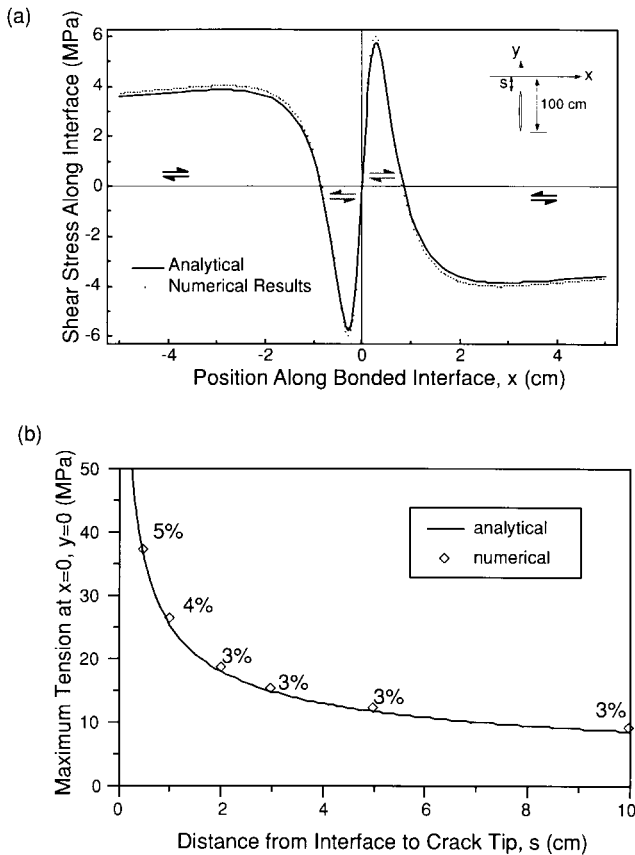 (a)
Shear Stress Along Interface (MPa)
6
4
2
0
-2
-4
-6
y
x
s
100 cm
Analytical
Numerical Results
-4
-2
0
2
4
Position Along Bonded Interface, x (cm)
(b)
Maximum Tension at x=0, y=0 (MPa)
50
40
30
20
10
0
5%
4%
3%
3%
3%
3%
analytical
numerical
0
2
4
6
8
10
Distance from Interface to Crack Tip, s (cm)